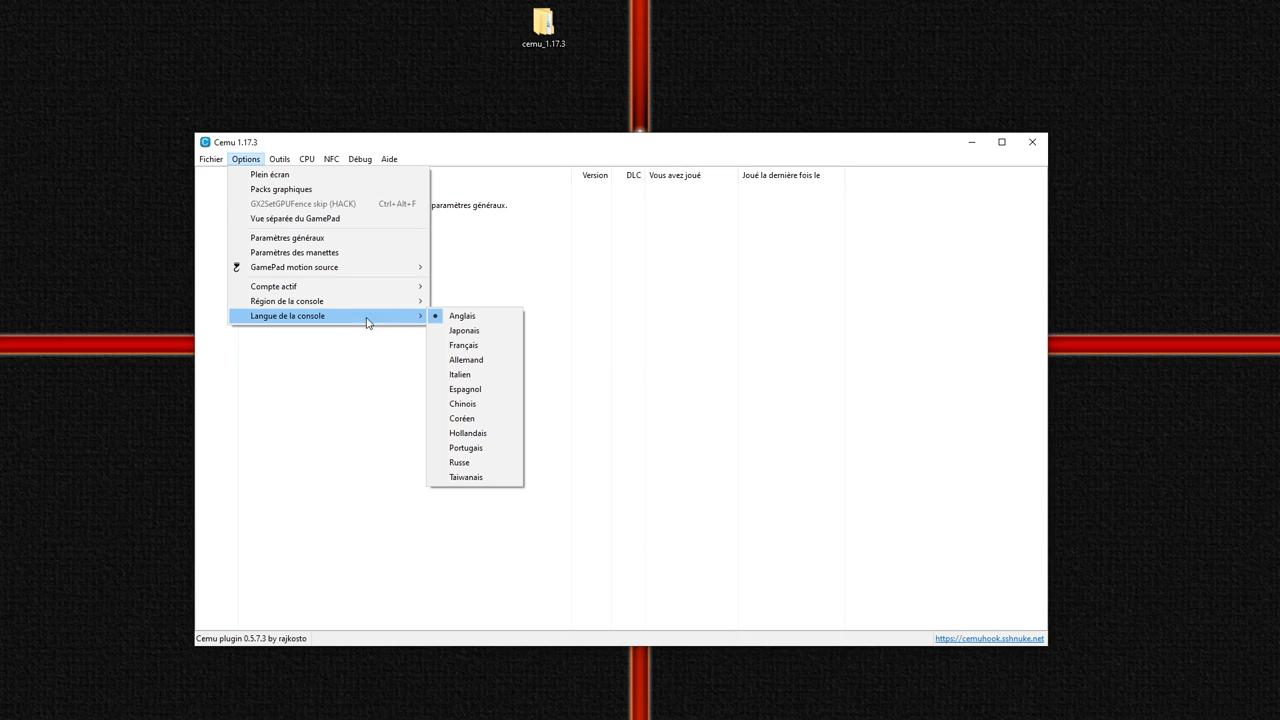 cemu_1.17.3
Cemu 1.17.3
Fichier Options Outils CPU NFC Débug Aide
Version DLC Vous avez joué Joué la dernière fois le
paramètres généraux.
Plein écran
Packs graphiques
GX2SetGPUFence skip (HACK) Ctrl+Alt+F
Vue séparée du GamePad
Paramètres généraux
Paramètres des manettes
GamePad motion source
Compte actif
Région de la console
Langue de la console
Anglais
Japonais
Français
Allemand
Italien
Espagnol
Chinois
Coréen
Hollandais
Portugais
Russe
Taiwanais
Cemu plugin 0.5.7.3 by rajkosto
https://cemuhook.sshnuke.net